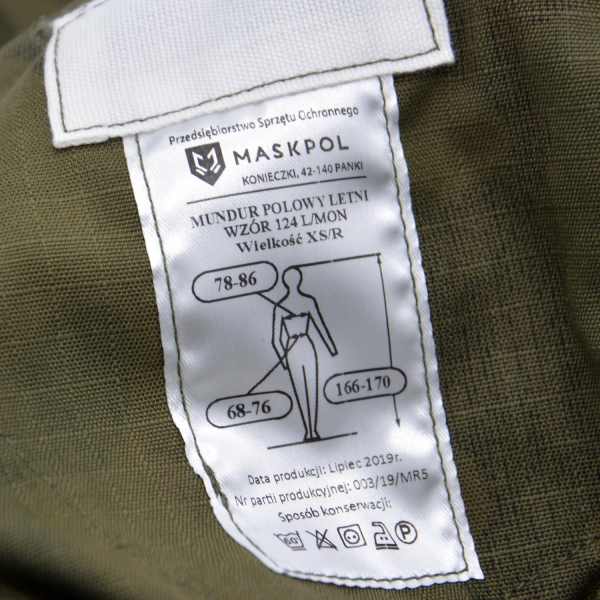 Przedsiębiorstwo Sprzętu Ochronnego
MASKPOL
KONIECZKI, 42-140 PANKI
MUNDUR POLOWY LETNI
WZÓR 124 L/MON
Wielkość XS/R
78-86
68-76
166-170
Data produkcji: Lipiec 2019r.
Nr partii produkcyjnej: 003/19/MR5
Sposób konserwacji:
60°
P